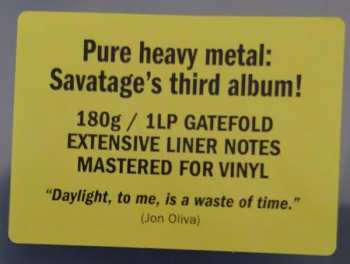 Pure heavy metal:
Savatage's third album!
180g / 1LP GATEFOLD
EXTENSIVE LINER NOTES
MASTERED FOR VINYL
"Daylight, to me, is a waste of time."
(Jon Oliva)